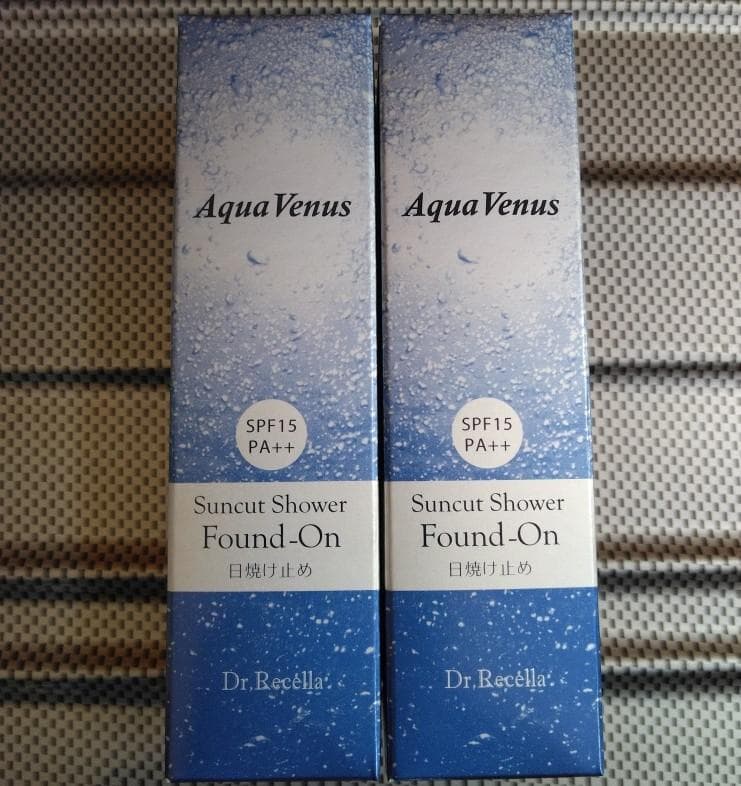 Aqua Venus
SPF15
PA++
Suncut Shower
Found-On
日焼け止め
Dr.Recella
Aqua Venus
SPF15
PA++
Suncut Shower
Found-On
日焼け止め
Dr.Recella